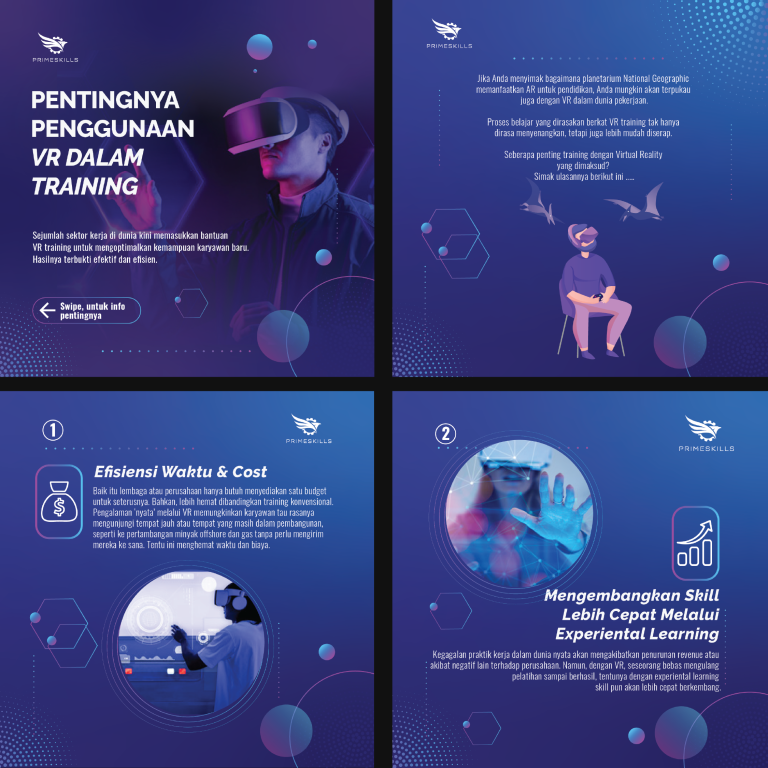 PRIMESKILLS
PENTINGNYA
PENGGUNAAN
VR DALAM
TRAINING
Sejumlah sektor kerja di dunia kini memasukkan bantuan
VR training untuk mengoptimalkan kemampuan karyawan baru.
Hasilnya terbukti efektif dan efisien.
Swipe, untuk info
pentingnya
PRIMESKILLS
Jika Anda menyimak bagaimana planetarium National Geographic
memanfaatkan AR untuk pendidikan, Anda mungkin akan terpukau
juga dengan VR dalam dunia pekerjaan.
Proses belajar yang dirasakan berkat VR training tak hanya
dirasa menyenangkan, tetapi juga lebih mudah diserap.
Seberapa penting training dengan Virtual Reality
yang dimaksud?
Simak ulasannya berikut ini .....
1
PRIMESKILLS
Efisiensi Waktu & Cost
Baik itu lembaga atau perusahaan hanya butuh menyediakan satu budget
untuk seterusnya. Bahkan, lebih hemat dibandingkan training konvensional.
Pengalaman 'nyata' melalui VR memungkinkan karyawan tau rasanya
mengunjungi tempat jauh atau tempat yang masih dalam pembangunan,
seperti ke pertambangan minyak offshore dan gas tanpa perlu mengirim
mereka ke sana. Tentu ini menghemat waktu dan biaya.
2
PRIMESKILLS
Mengembangkan Skill
Lebih Cepat Melalui
Experiental Learning
Kegagalan praktik kerja dalam dunia nyata akan mengakibatkan penurunan revenue atau
akibat negatif lain terhadap perusahaan. Namun, dengan VR, seseorang bebas mengulang
pelatihan sampai berhasil, tentunya dengan experiental learning
skill pun akan lebih cepat berkembang.